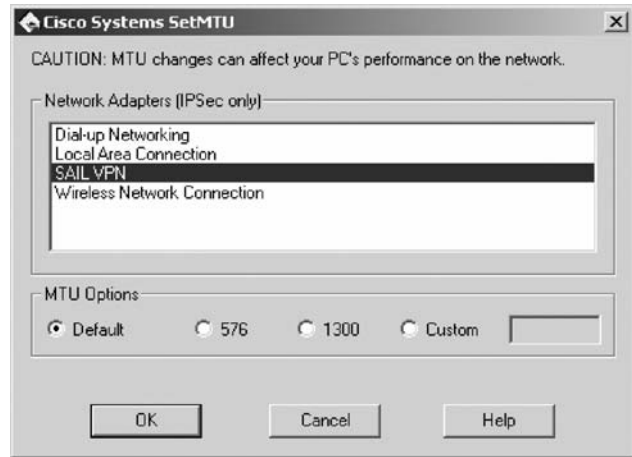 Cisco Systems SetMTU
CAUTION: MTU changes can affect your PC's performance on the network.
Network Adapters (IPSec only)
Dial-up Networking
Local Area Connection
SAIL VPN
Wireless Network Connection
MTU Options
Default 576 1300 Custom
OK Cancel Help